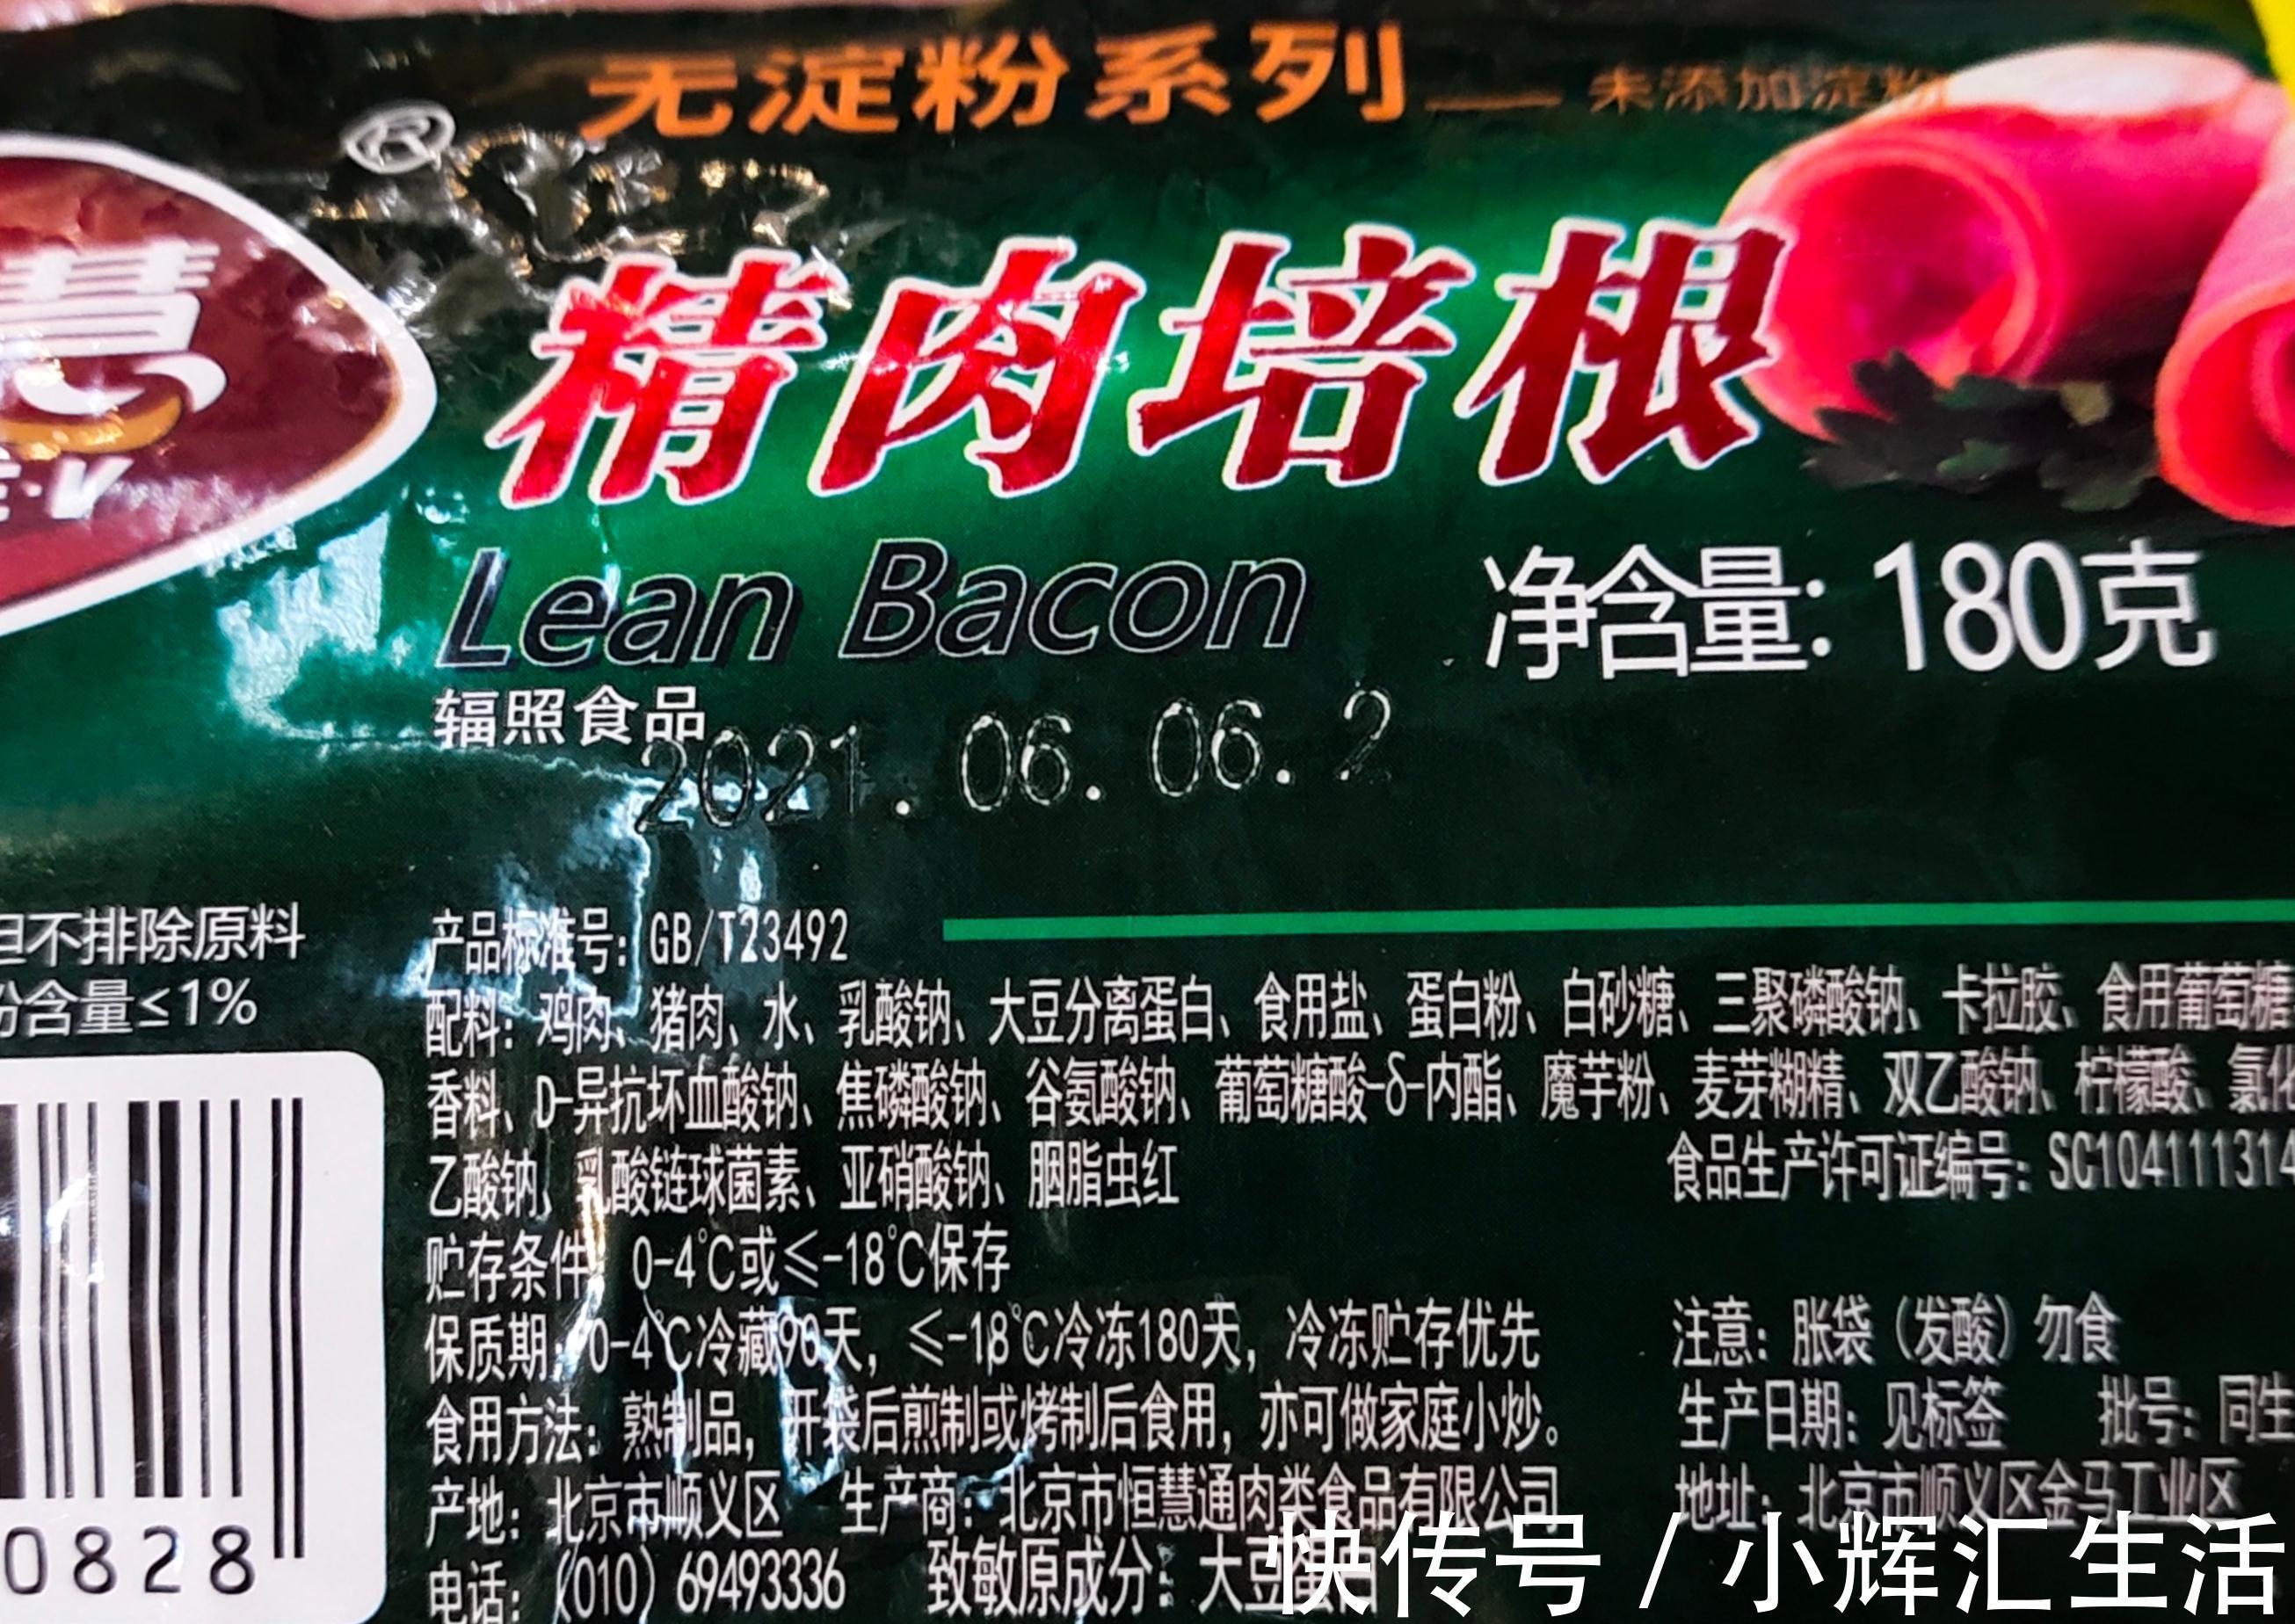 无淀粉系列——未添加淀粉
®
慧
E·V
精肉培根
Lean Bacon
净含量: 180克
辐照食品
2021. 06. 06. 2
但不排除原料
份含量≤1%
产品标准号: GB/T23492
配料: 鸡肉、猪肉、水、乳酸钠、大豆分离蛋白、食用盐、蛋白粉、白砂糖、三聚磷酸钠、卡拉胶、食用葡萄糖
香料、D-异抗坏血酸钠、焦磷酸钠、谷氨酸钠、葡萄糖酸-δ-内酯、魔芋粉、麦芽糊精、双乙酸钠、柠檬酸、氯化
乙酸钠、乳酸链球菌素、亚硝酸钠、胭脂虫红
食品生产许可证编号: SC104111314
贮存条件: 0-4℃或≤-18℃保存
保质期: 0-4℃冷藏90天, ≤-18℃冷冻180天, 冷冻贮存优先
注意: 胀袋（发酸）勿食
食用方法: 熟制品, 开袋后煎制或烤制后食用, 亦可做家庭小炒。
生产日期: 见标签 批号: 同生
产地: 北京市顺义区 生产商: 北京市恒慧通肉类食品有限公司
地址: 北京市顺义区金马工业区
电话: (010) 69493336 致敏原成分: 大豆蛋白
0828
快传号 / 小辉汇生活